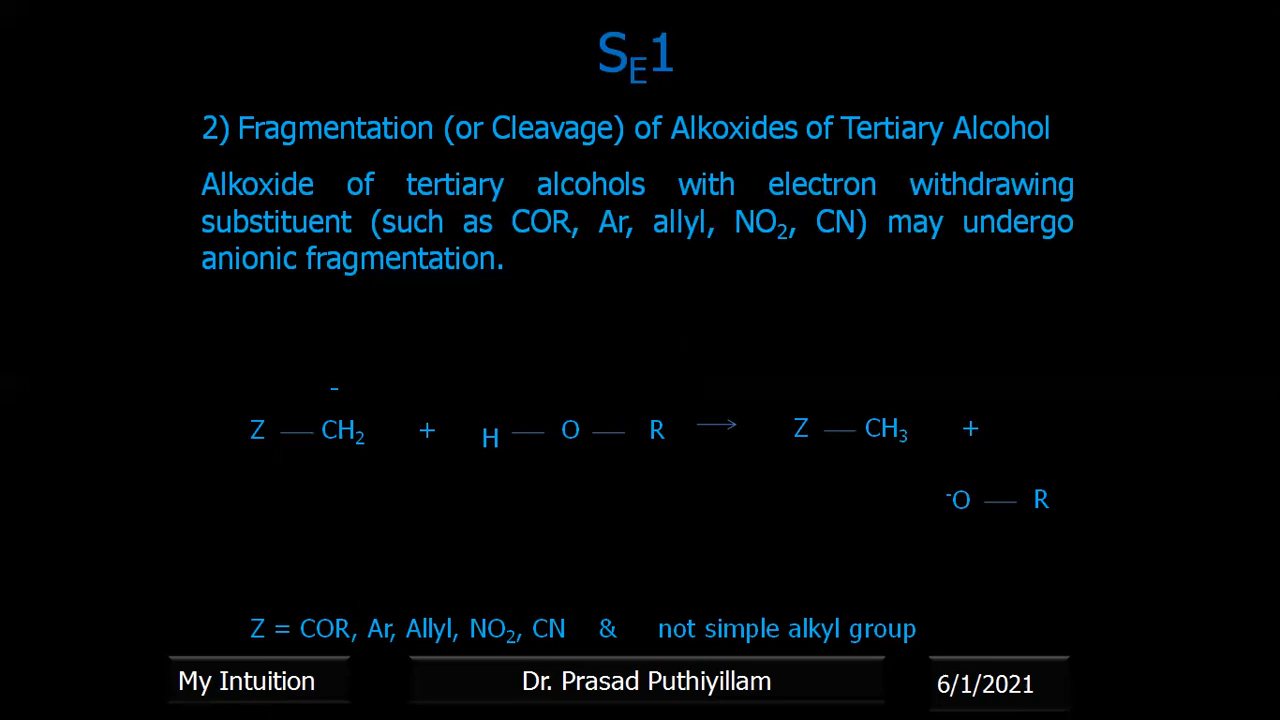 S_E1
2) Fragmentation (or Cleavage) of Alkoxides of Tertiary Alcohol
Alkoxide of tertiary alcohols with electron withdrawing
substituent (such as COR, Ar, allyl, NO₂, CN) may undergo
anionic fragmentation.
-
Z — CH₂ + H — O — R → Z — CH₃ +
⁻O — R
Z = COR, Ar, Allyl, NO₂, CN & not simple alkyl group
My Intuition Dr. Prasad Puthiyillam 6/1/2021